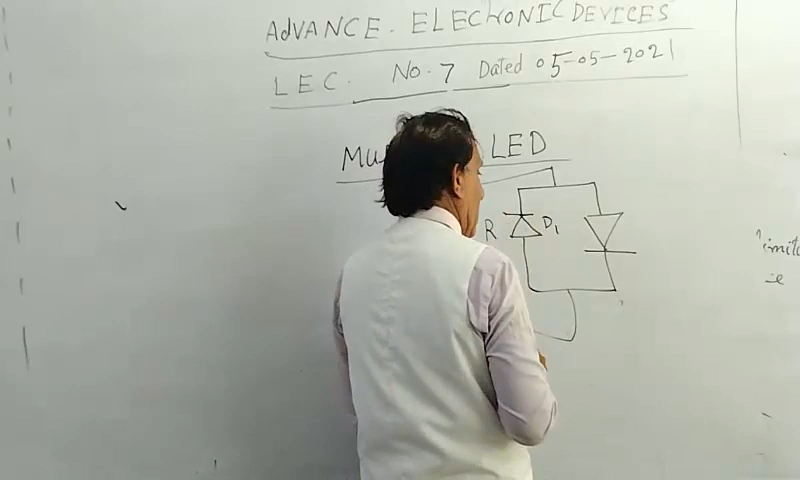 AdVANCE. ELECTRONIC DEVICES
LEC. No. 7 Dated 05-05-2021
LED
R D1